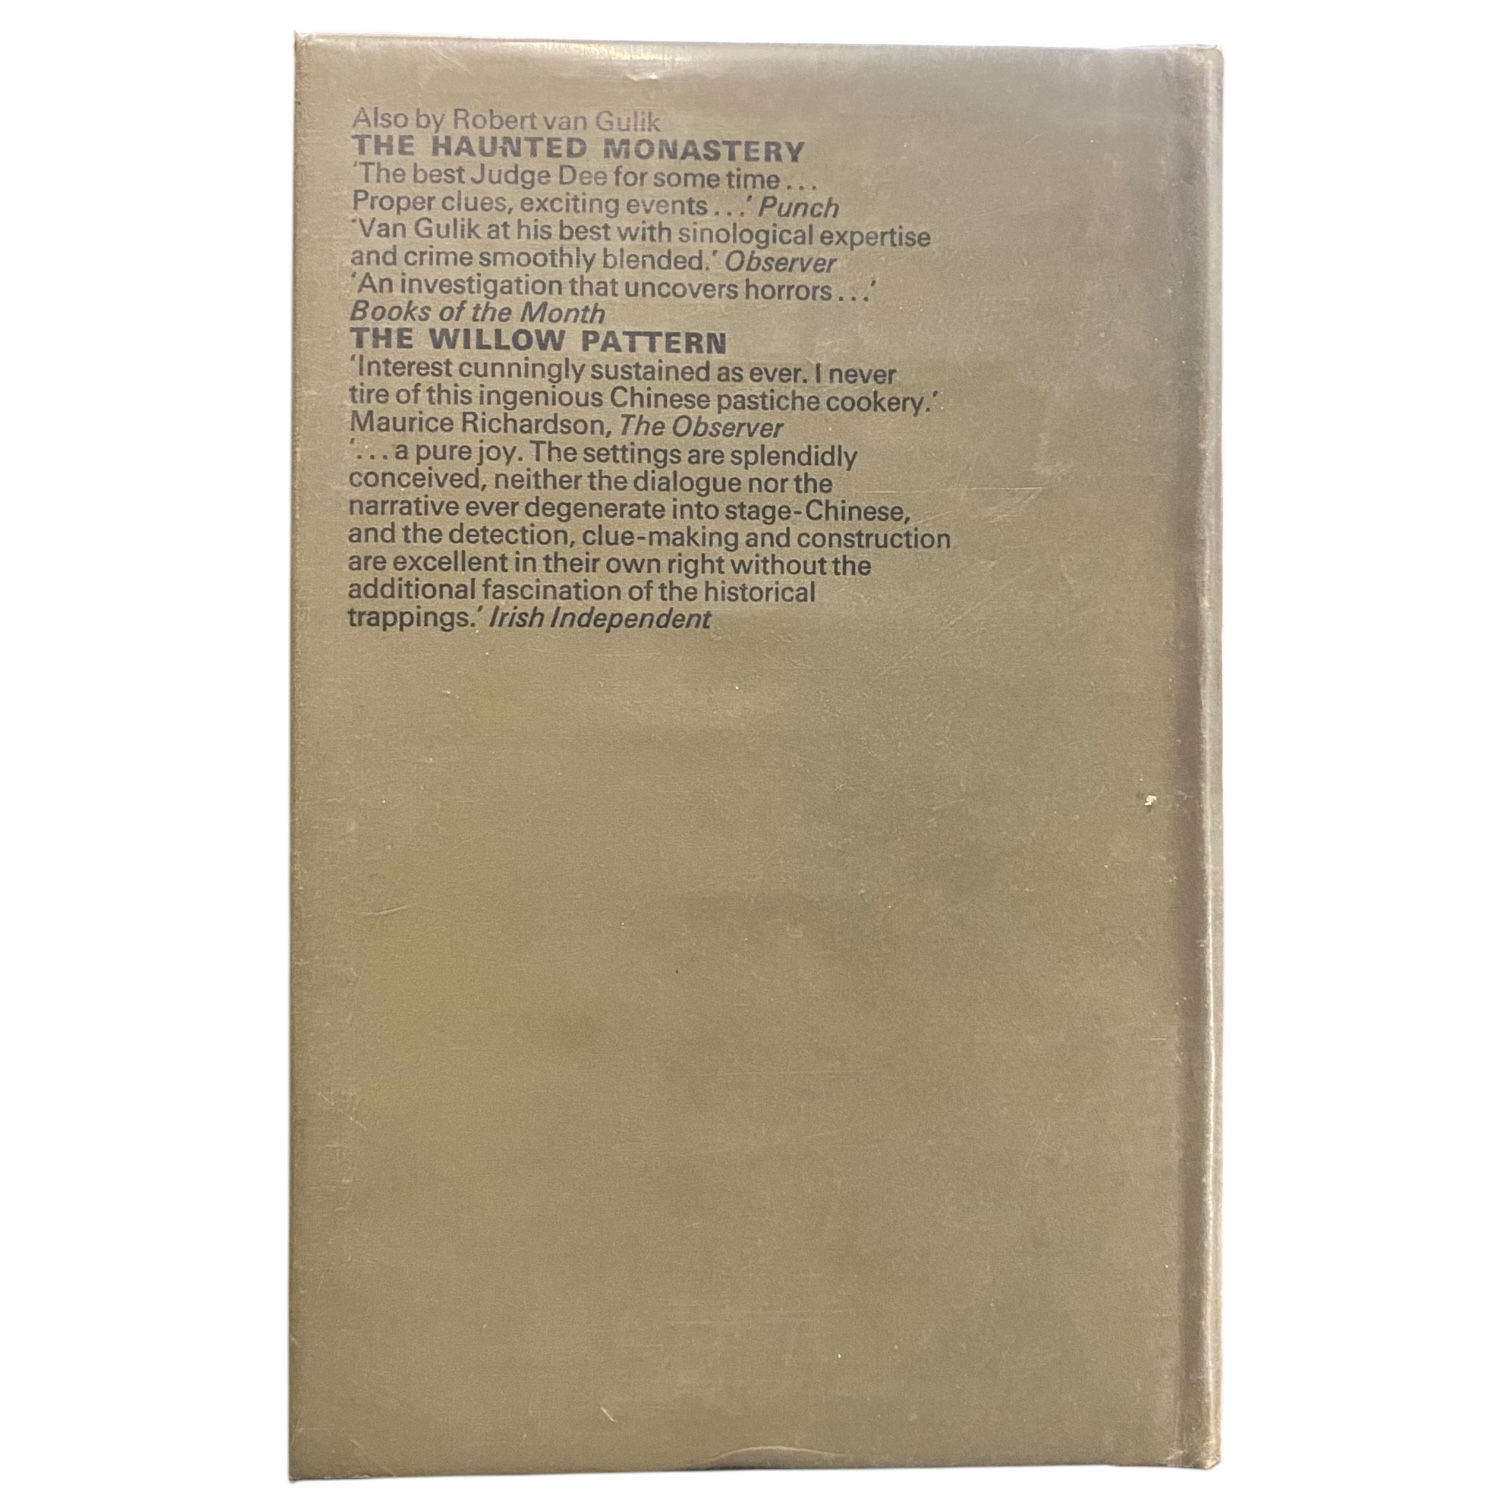 Also by Robert van Gulik
THE HAUNTED MONASTERY
'The best Judge Dee for some time...
Proper clues, exciting events...' Punch
'Van Gulik at his best with sinological expertise
and crime smoothly blended.' Observer
'An investigation that uncovers horrors...'
Books of the Month
THE WILLOW PATTERN
'Interest cunningly sustained as ever. I never
tire of this ingenious Chinese pastiche cookery.'
Maurice Richardson, The Observer
'...a pure joy. The settings are splendidly
conceived, neither the dialogue nor the
narrative ever degenerate into stage-Chinese,
and the detection, clue-making and construction
are excellent in their own right without the
additional fascination of the historical
trappings.' Irish Independent